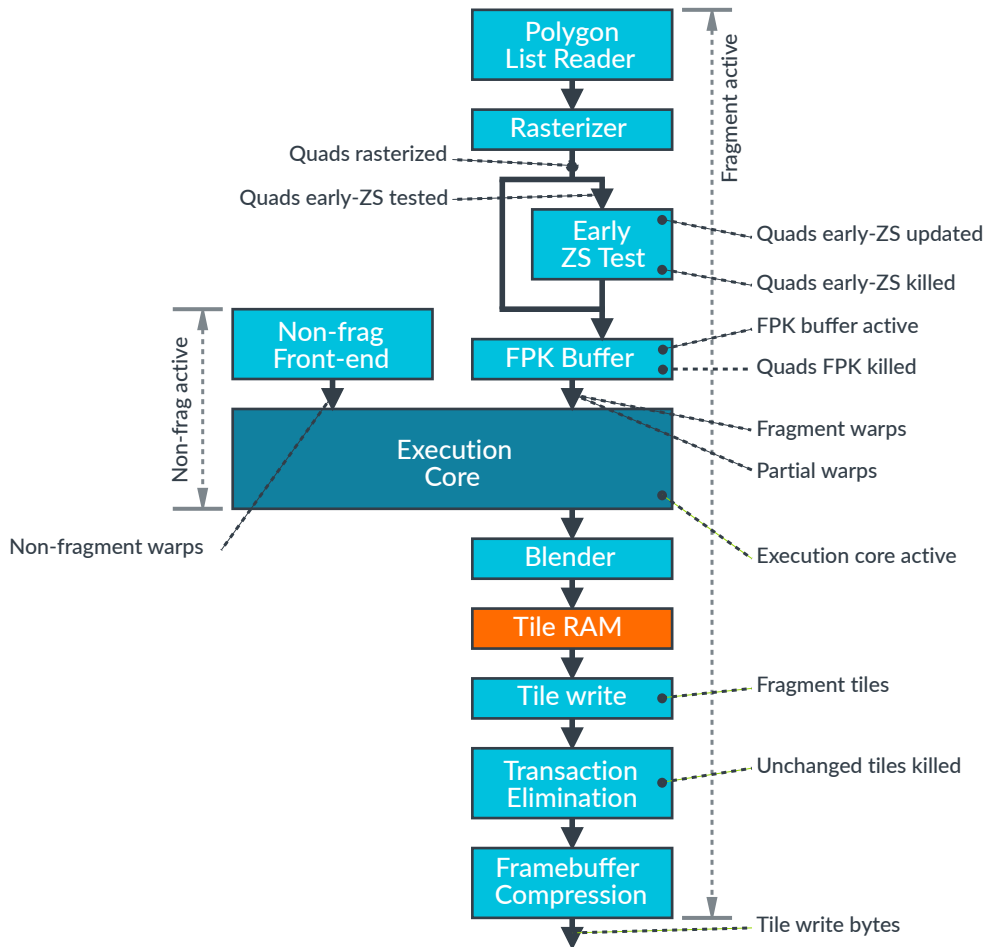 Polygon
List Reader
Fragment active
Rasterizer
Quads rasterized
Quads early-ZS tested
Early
ZS Test
Quads early-ZS updated
Quads early-ZS killed
Non-frag
Front-end
Non-frag active
FPK Buffer
FPK buffer active
Quads FPK killed
Fragment warps
Partial warps
Execution
Core
Non-fragment warps
Execution core active
Blender
Tile RAM
Tile write
Fragment tiles
Transaction
Elimination
Unchanged tiles killed
Framebuffer
Compression
Tile write bytes